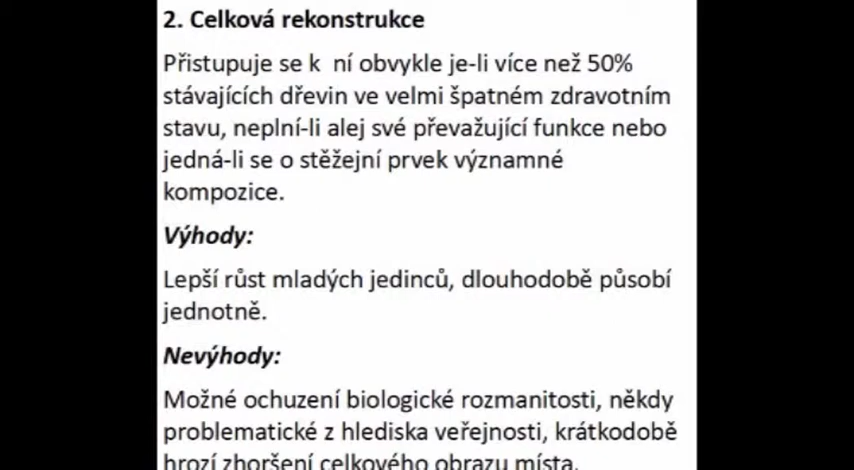 2. Celková rekonstrukce
Přistupuje se k  ní obvykle je-li více než 50%
stávajících dřevin ve velmi špatném zdravotním
stavu, neplní-li alej své převažující funkce nebo
jedná-li se o stěžejní prvek významné
kompozice.
Výhody:
Lepší růst mladých jedinců, dlouhodobě působí
jednotně.
Nevýhody:
Možné ochuzení biologické rozmanitosti, někdy
problematické z hlediska veřejnosti, krátkodobě
hrozí zhoršení celkového obrazu místa.